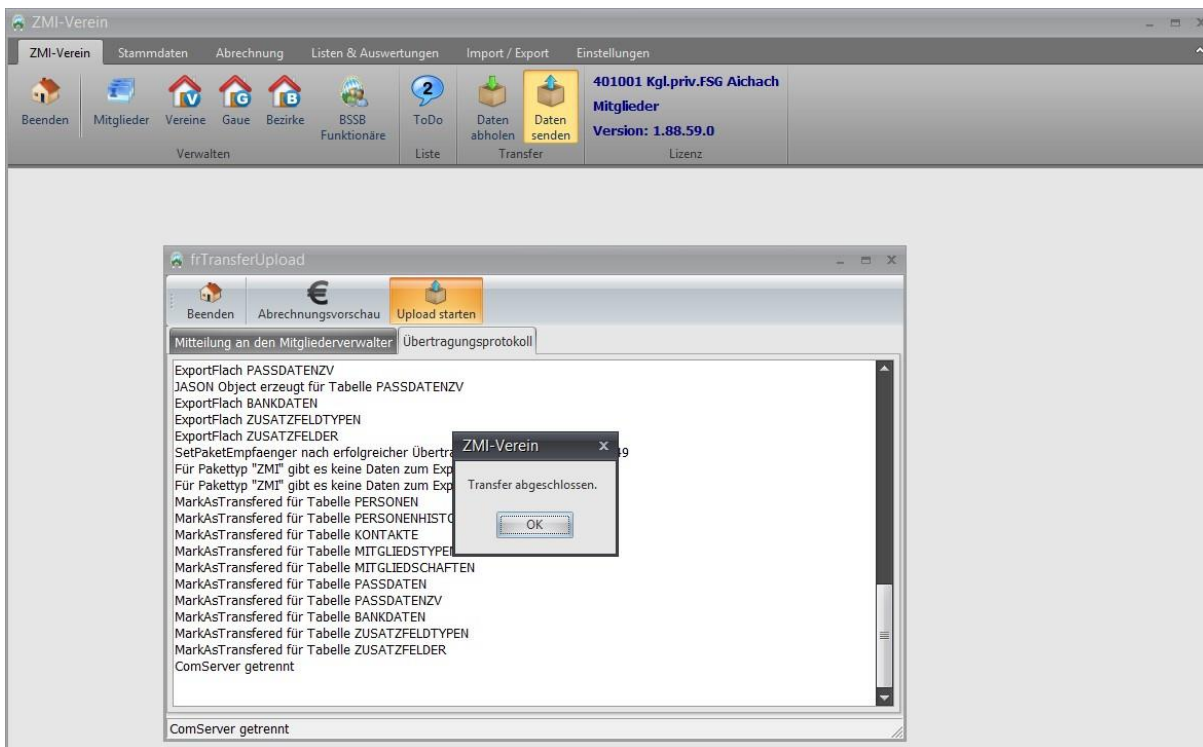 ZMI-Verein
ZMI-Verein Stammdaten Abrechnung Listen & Auswertungen Import / Export Einstellungen
Beenden Mitglieder Vereine Gaue Bezirke BSSB Funktionäre ToDo Daten abholen Daten senden
V G B 2
401001 Kgl.priv.FSG Aichach
Mitglieder
Version: 1.88.59.0
Verwalten Liste Transfer Lizenz
frTransferUpload
Beenden Abrechnungsvorschau Upload starten
Mitteilung an den Mitgliederverwalter Übertragungsprotokoll
ExportFlach PASSDATENZV
JASON Object erzeugt für Tabelle PASSDATENZV
ExportFlach BANKDATEN
ExportFlach ZUSATZFELDTYPEN
ExportFlach ZUSATZFELDER
SetPaketEmpfaenger nach erfolgreicher Übertra 49
Für Pakettyp "ZMI" gibt es keine Daten zum Exp
Für Pakettyp "ZMI" gibt es keine Daten zum Exp
MarkAsTransfered für Tabelle PERSONEN
MarkAsTransfered für Tabelle PERSONENHISTO
MarkAsTransfered für Tabelle KONTAKTE
MarkAsTransfered für Tabelle MITGLIEDSTYPEN
MarkAsTransfered für Tabelle MITGLIEDSCHAFTEN
MarkAsTransfered für Tabelle PASSDATEN
MarkAsTransfered für Tabelle PASSDATENZV
MarkAsTransfered für Tabelle BANKDATEN
MarkAsTransfered für Tabelle ZUSATZFELDTYPEN
MarkAsTransfered für Tabelle ZUSATZFELDER
ComServer getrennt
ZMI-Verein
Transfer abgeschlossen.
OK
ComServer getrennt